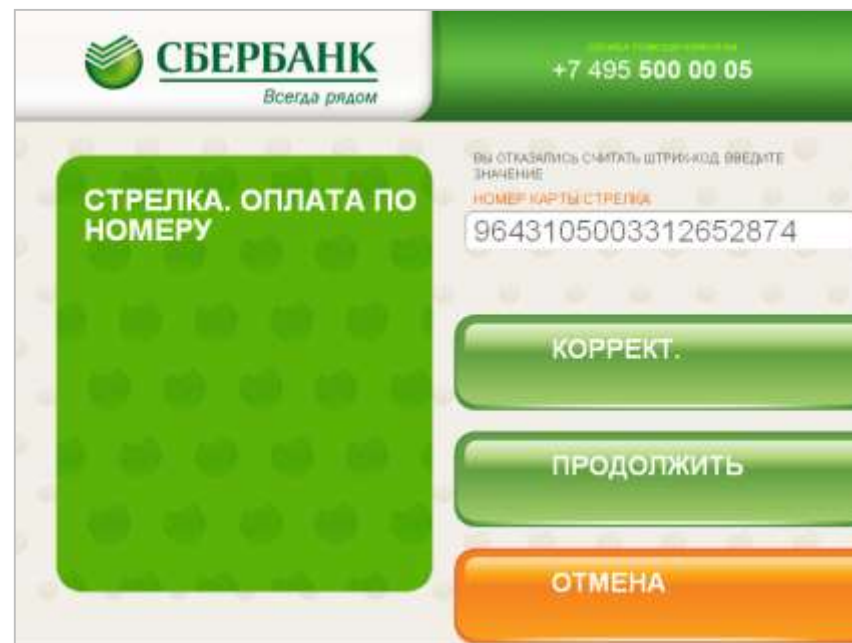 СБЕРБАНК
Всегда рядом
+7 495 500 00 05
СТРЕЛКА. ОПЛАТА ПО
НОМЕРУ
ВЫ ОТКАЗАЛИСЬ СЧИТАТЬ ШТРИХ-КОД. ВВЕДИТЕ
ЗНАЧЕНИЕ
НОМЕР КАРТЫ СТРЕЛКА
9643105003312652874
КОРРЕКТ.
ПРОДОЛЖИТЬ
ОТМЕНА